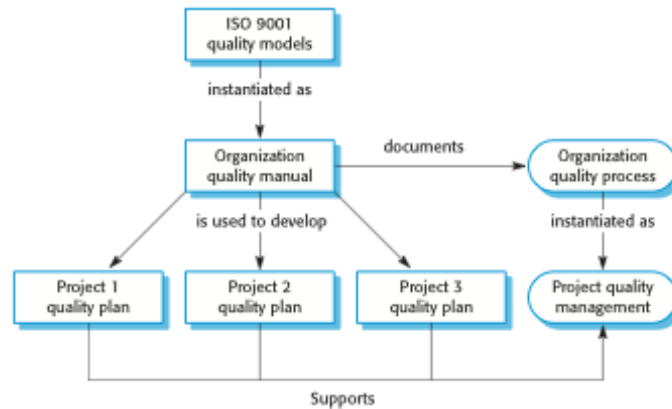 ISO 9001
quality models
instantiated as
Organization
quality manual
documents
Organization
quality process
is used to develop
instantiated as
Project 1
quality plan
Project 2
quality plan
Project 3
quality plan
Project quality
management
Supports